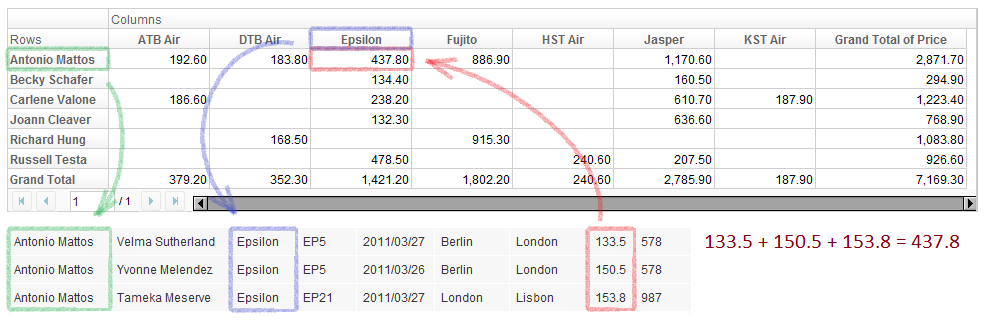 Columns
Rows ATB Air DTB Air Epsilon Fujito HST Air Jasper KST Air Grand Total of Price
Antonio Mattos 192.60 183.80 437.80 886.90 1,170.60 2,871.70
Becky Schafer 134.40 160.50 294.90
Carlene Valone 186.60 238.20 610.70 187.90 1,223.40
Joann Cleaver 132.30 636.60 768.90
Richard Hung 168.50 915.30 1,083.80
Russell Testa 478.50 240.60 207.50 926.60
Grand Total 379.20 352.30 1,421.20 1,802.20 240.60 2,785.90 187.90 7,169.30
1 / 1
Antonio Mattos Velma Sutherland Epsilon EP5 2011/03/27 Berlin London 133.5 578 133.5 + 150.5 + 153.8 = 437.8
Antonio Mattos Yvonne Melendez Epsilon EP5 2011/03/26 Berlin London 150.5 578
Antonio Mattos Tameka Meserve Epsilon EP21 2011/03/27 London Lisbon 153.8 987